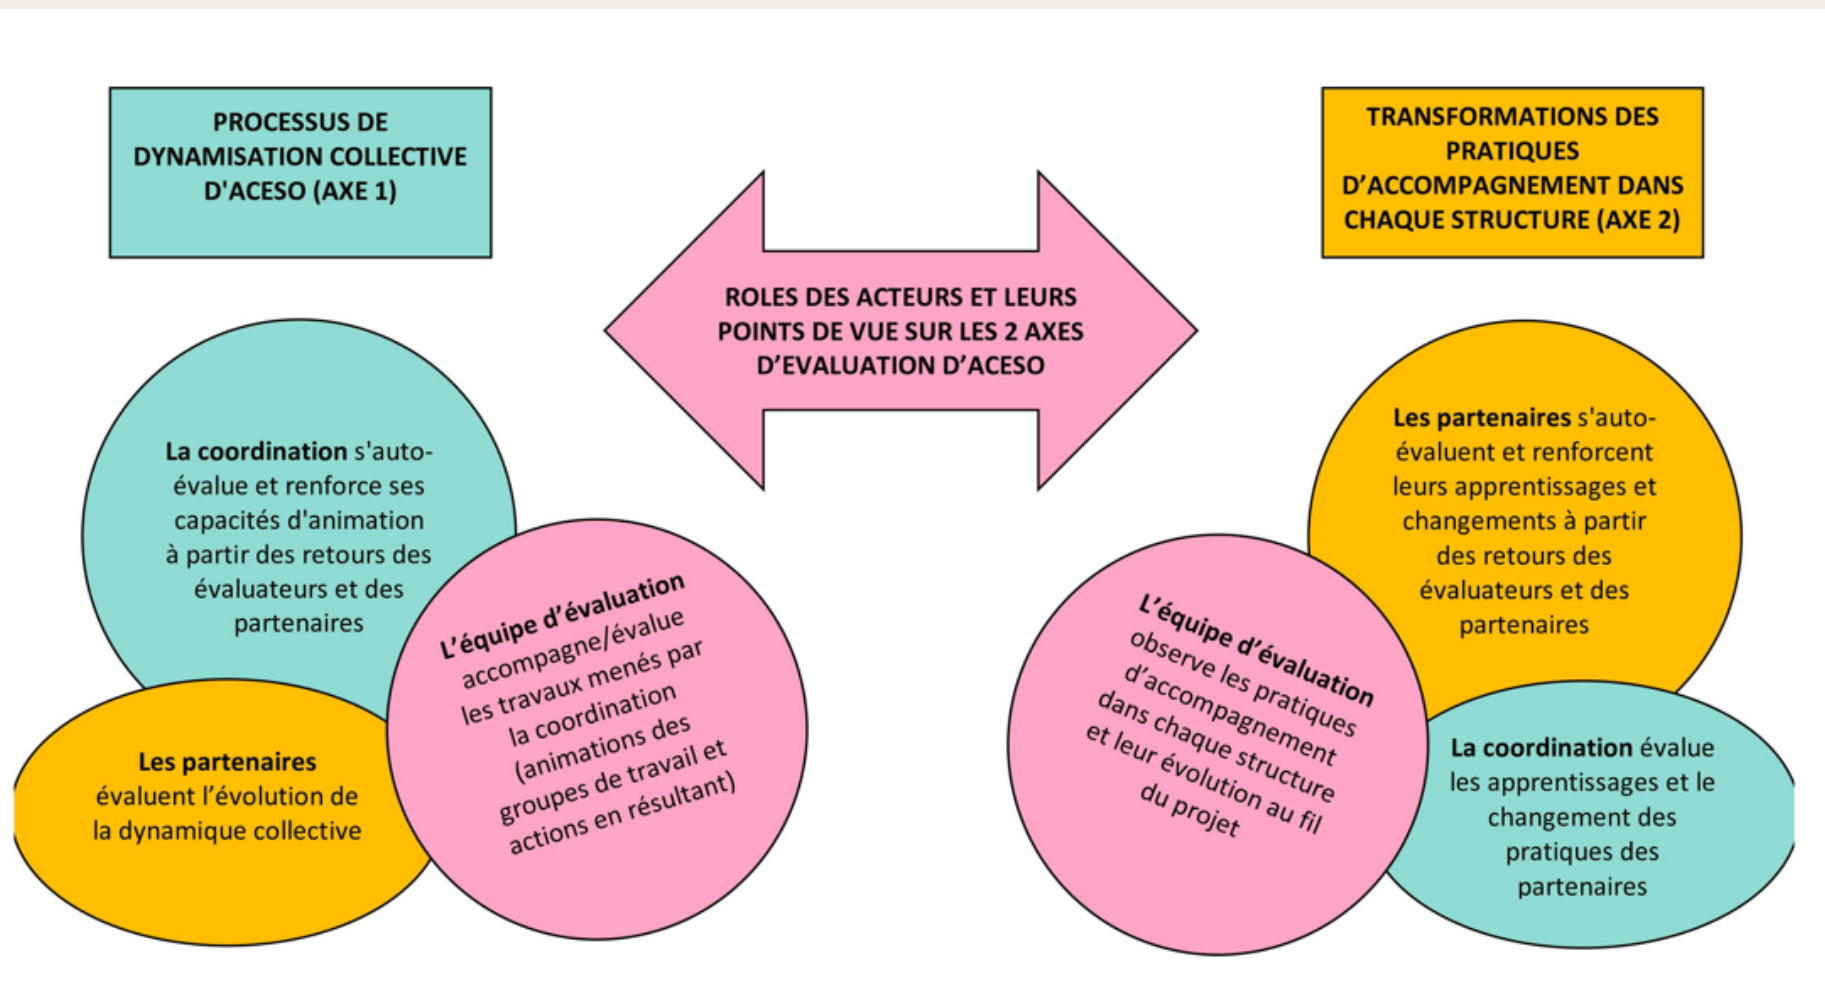 PROCESSUS DE
DYNAMISATION COLLECTIVE
D'ACESO (AXE 1)
TRANSFORMATIONS DES
PRATIQUES
D’ACCOMPAGNEMENT DANS
CHAQUE STRUCTURE (AXE 2)
ROLES DES ACTEURS ET LEURS
POINTS DE VUE SUR LES 2 AXES
D’EVALUATION D’ACESO
La coordination s'auto-
évalue et renforce ses
capacités d'animation
à partir des retours des
évaluateurs et des
partenaires
L’équipe d’évaluation
accompagne/évalue
les travaux menés par
la coordination
(animations des
groupes de travail et
actions en résultant)
Les partenaires
évaluent l’évolution de
la dynamique collective
Les partenaires s'auto-
évaluent et renforcent
leurs apprentissages et
changements à partir
des retours des
évaluateurs et des
partenaires
L’équipe d’évaluation
observe les pratiques
d’accompagnement
dans chaque structure
et leur évolution au fil
du projet
La coordination évalue
les apprentissages et le
changement des
pratiques des
partenaires